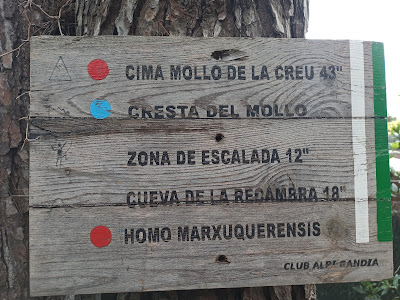 CIMA MOLLO DE LA CREU 43"
CRESTA DEL MOLLO
ZONA DE ESCALADA 12"
CUEVA DE LA RECAMBRA 18"
HOMO MARXUQUERENSIS
CLUB ALPÍ GANDIA